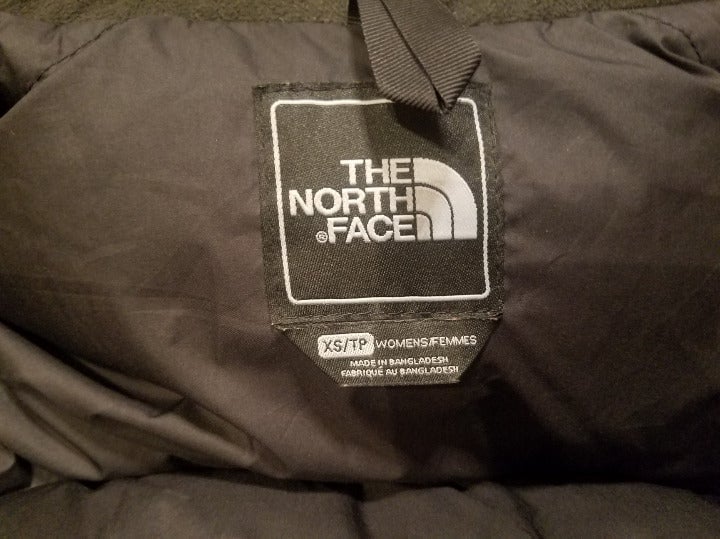 THE
NORTH
®FACE
XS/TP WOMENS/FEMMES
MADE IN BANGLADESH
FABRIQUÉ AU BANGLADESH